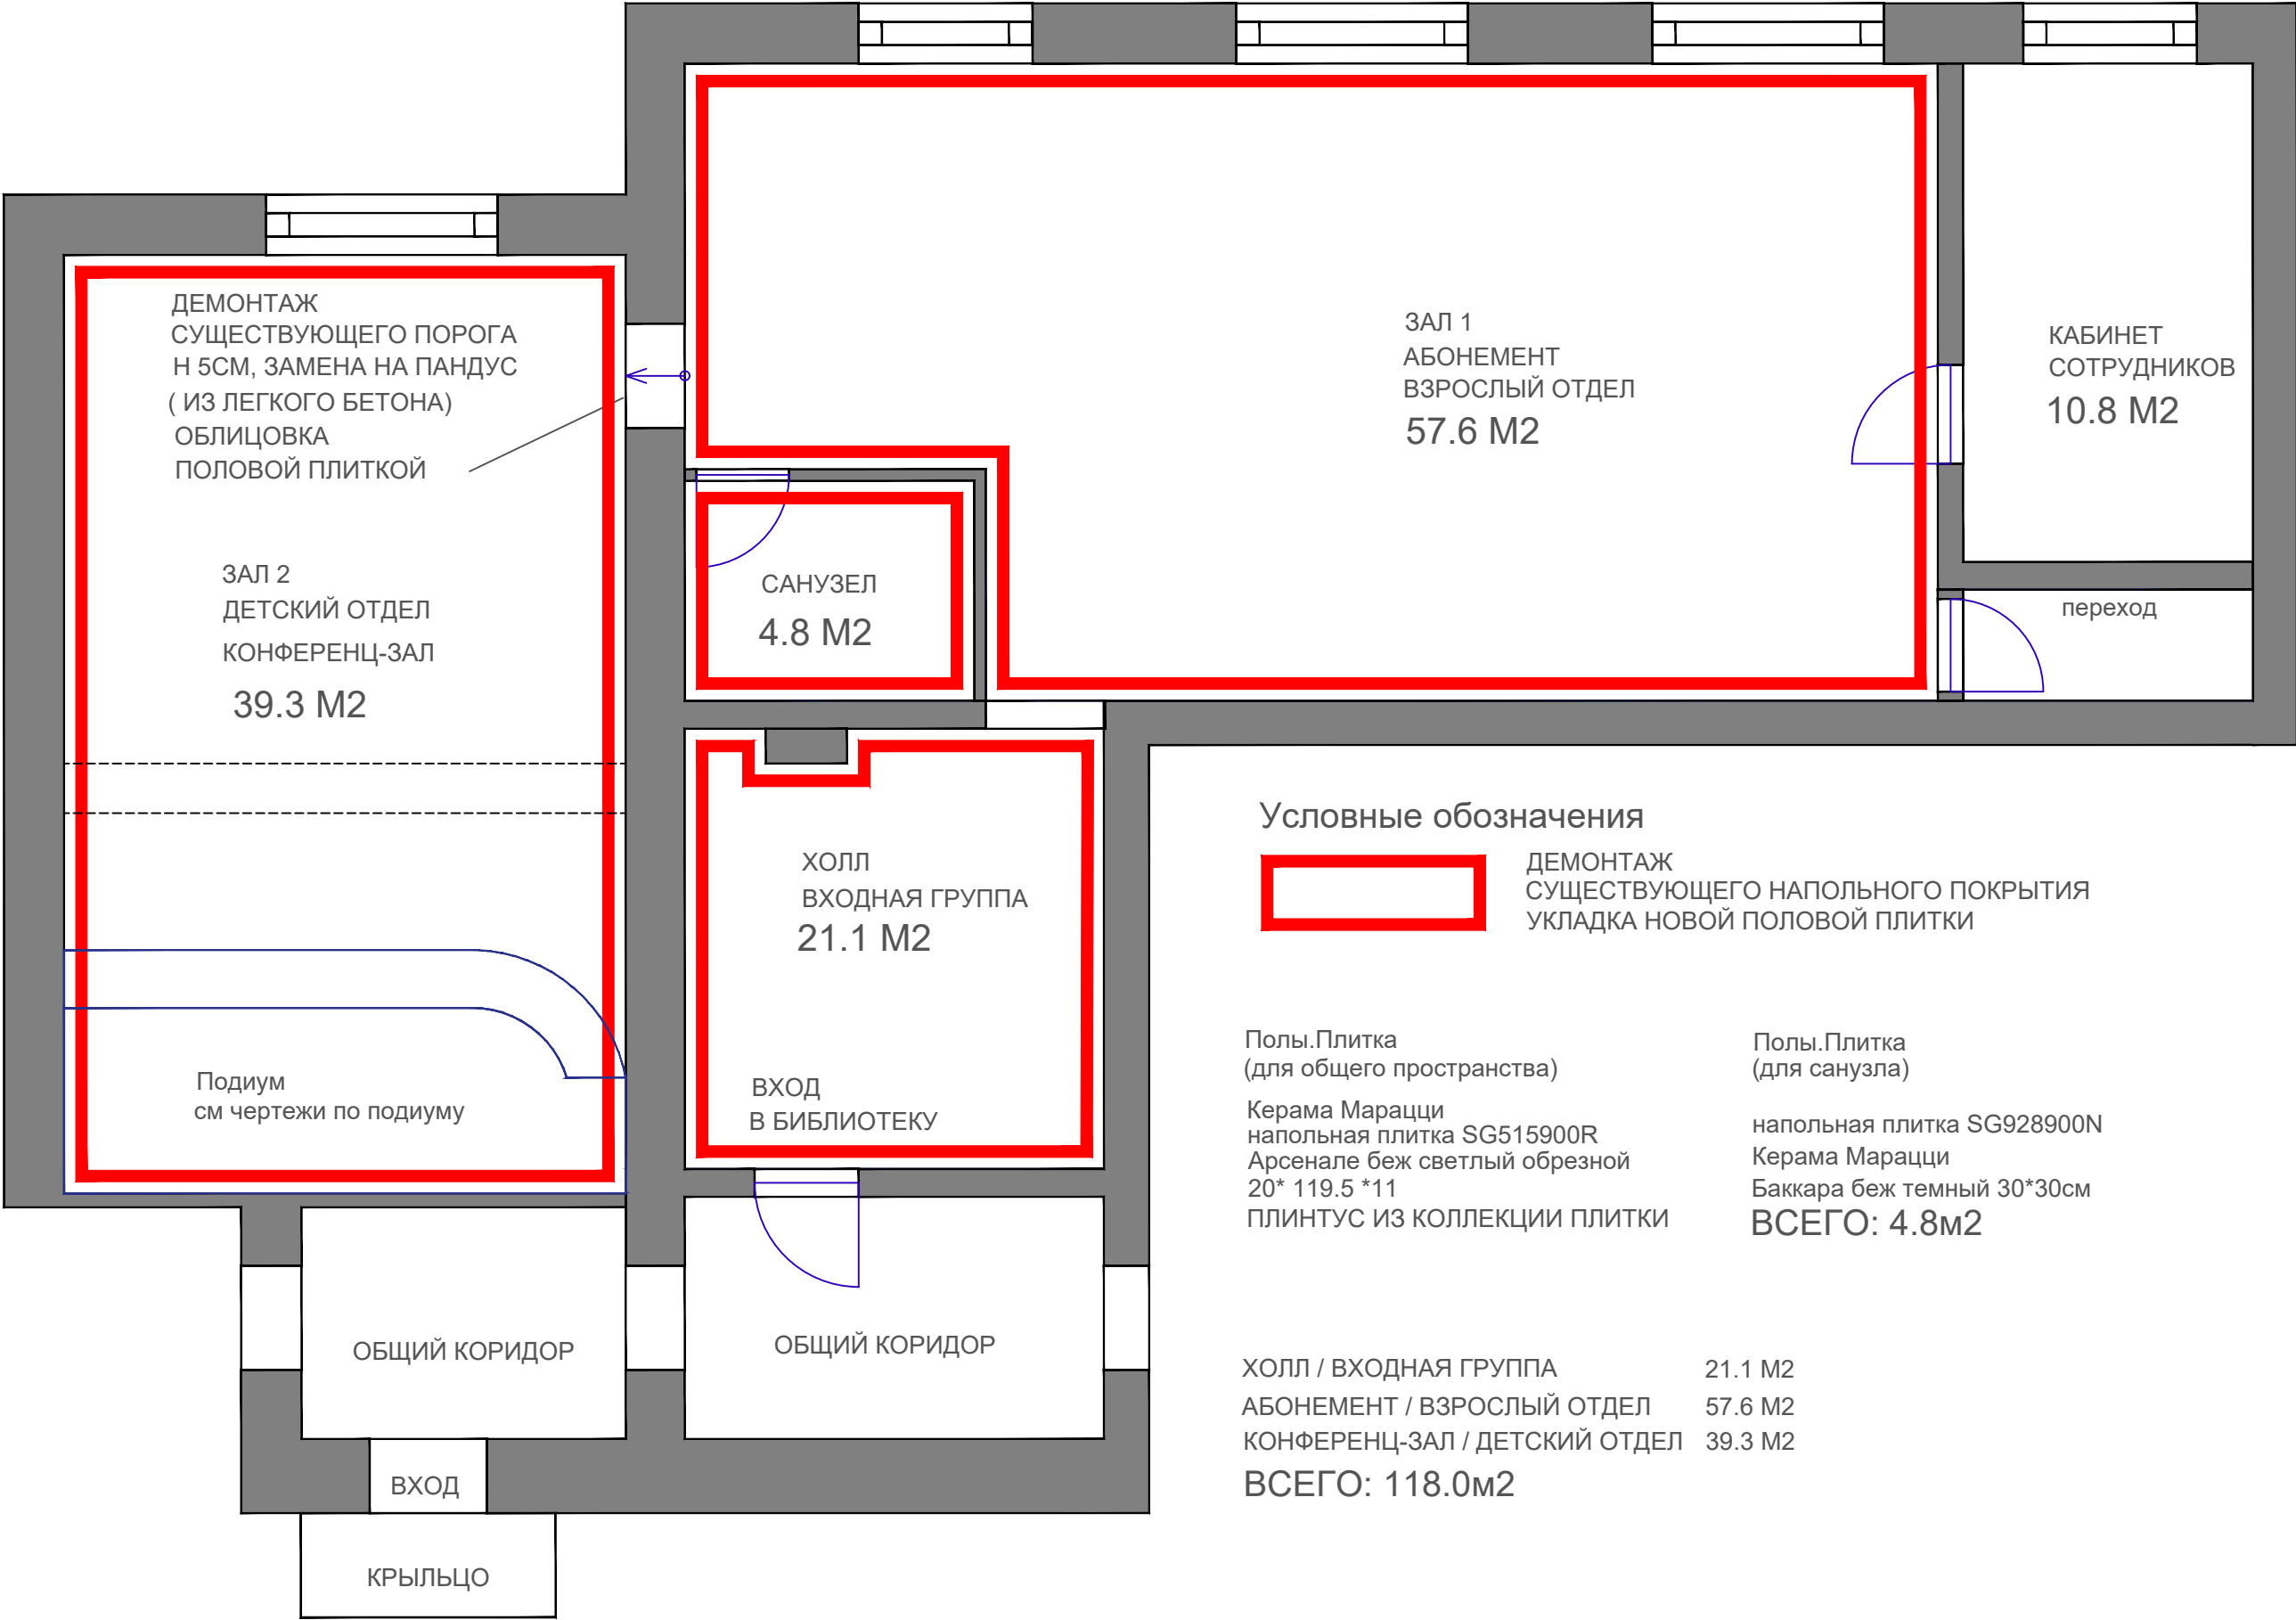 ДЕМОНТАЖ
СУЩЕСТВУЮЩЕГО ПОРОГА
Н 5СМ, ЗАМЕНА НА ПАНДУС
( ИЗ ЛЕГКОГО БЕТОНА)
ОБЛИЦОВКА
ПОЛОВОЙ ПЛИТКОЙ
ЗАЛ 2
ДЕТСКИЙ ОТДЕЛ
КОНФЕРЕНЦ-ЗАЛ
39.3 М2
Подиум
см чертежи по подиуму
ЗАЛ 1
АБОНЕМЕНТ
ВЗРОСЛЫЙ ОТДЕЛ
57.6 М2
КАБИНЕТ
СОТРУДНИКОВ
10.8 М2
переход
САНУЗЕЛ
4.8 М2
ХОЛЛ
ВХОДНАЯ ГРУППА
21.1 М2
ВХОД
В БИБЛИОТЕКУ
ОБЩИЙ КОРИДОР
ОБЩИЙ КОРИДОР
ВХОД
КРЫЛЬЦО
Условные обозначения
ДЕМОНТАЖ
СУЩЕСТВУЮЩЕГО НАПОЛЬНОГО ПОКРЫТИЯ
УКЛАДКА НОВОЙ ПОЛОВОЙ ПЛИТКИ
Полы.Плитка
(для общего пространства)
Керама Марацци
напольная плитка SG515900R
Арсенале беж светлый обрезной
20* 119.5 *11
ПЛИНТУС ИЗ КОЛЛЕКЦИИ ПЛИТКИ
Полы.Плитка
(для санузла)
напольная плитка SG928900N
Керама Марацци
Баккара беж темный 30*30см
ВСЕГО: 4.8м2
ХОЛЛ / ВХОДНАЯ ГРУППА 21.1 М2
АБОНЕМЕНТ / ВЗРОСЛЫЙ ОТДЕЛ 57.6 М2
КОНФЕРЕНЦ-ЗАЛ / ДЕТСКИЙ ОТДЕЛ 39.3 М2
ВСЕГО: 118.0м2